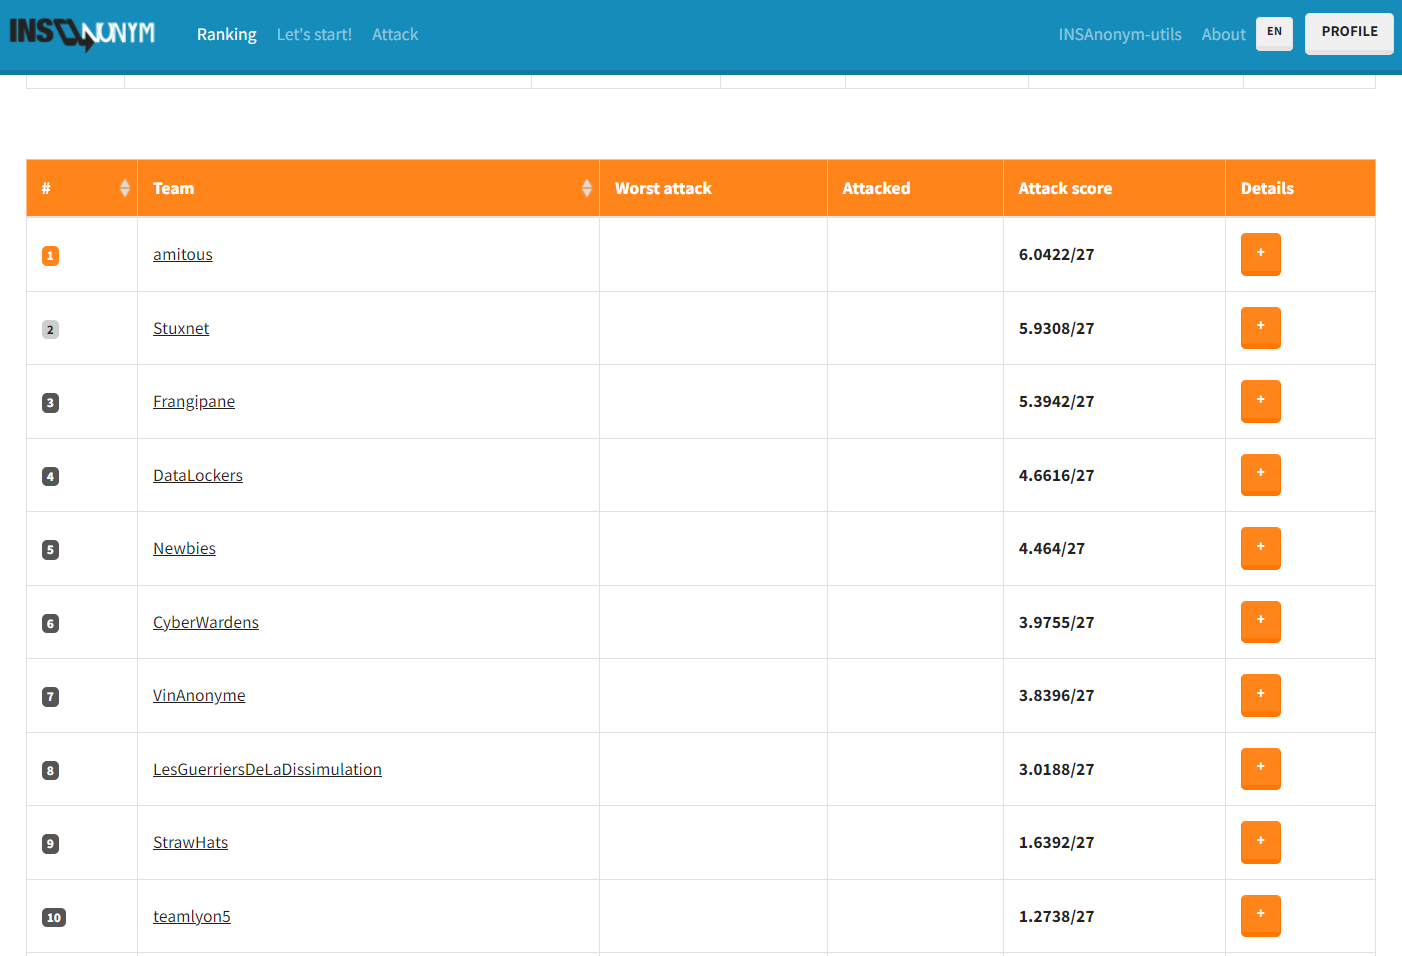 INSANONYM Ranking Let's start! Attack INSAnonym-utils About EN PROFILE
# Team Worst attack Attacked Attack score Details
1 amitous 6.0422/27 +
2 Stuxnet 5.9308/27 +
3 Frangipane 5.3942/27 +
4 DataLockers 4.6616/27 +
5 Newbies 4.464/27 +
6 CyberWardens 3.9755/27 +
7 VinAnonyme 3.8396/27 +
8 LesGuerriersDeLaDissimulation 3.0188/27 +
9 StrawHats 1.6392/27 +
10 teamlyon5 1.2738/27 +